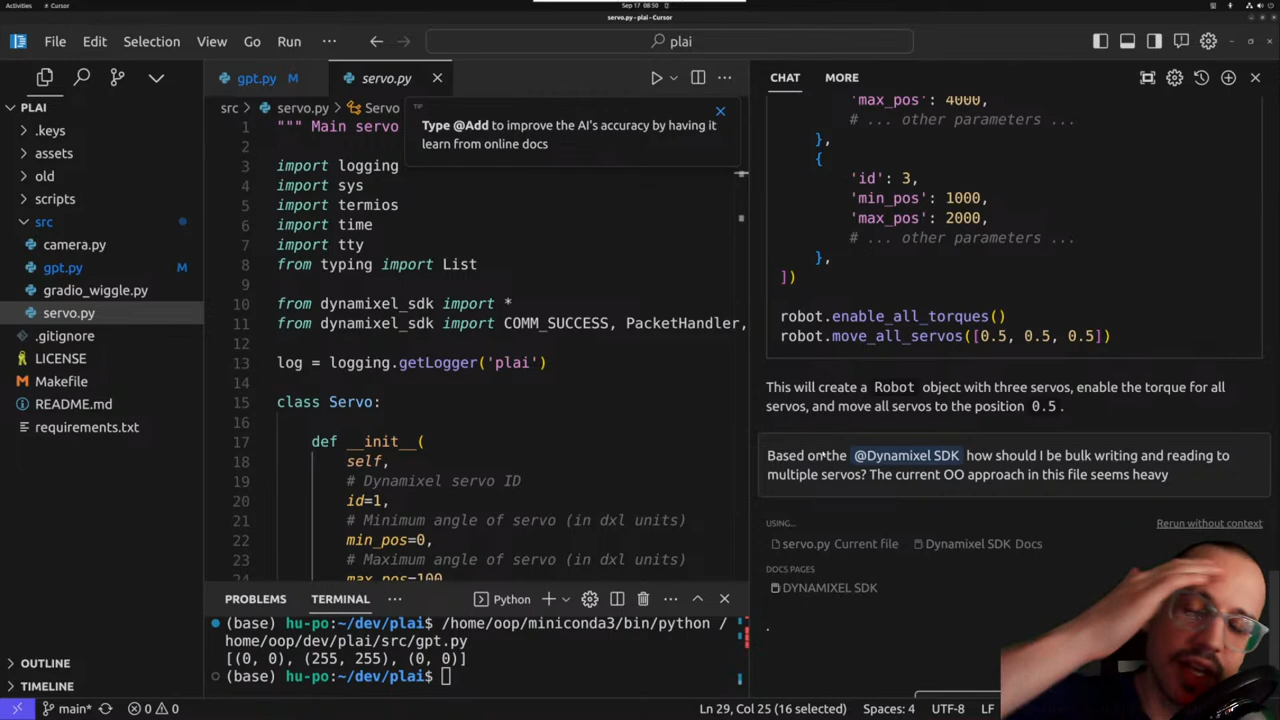 Activities
Cursor
Sep 17 08:50
servo.py - plai - Cursor
File Edit Selection View Go Run ···
plai
PLAI
.keys
assets
old
scripts
src
camera.py
gpt.py M
gradio_wiggle.py
servo.py
.gitignore
LICENSE
Makefile
README.md
requirements.txt
OUTLINE
TIMELINE
gpt.py M
servo.py
src > servo.py > Servo
TIP
Type @Add to improve the AI's accuracy by having it
learn from online docs
1 """ Main servo
2
3 import logging
4 import sys
5 import termios
6 import time
7 import tty
8 from typing import List
9
10 from dynamixel_sdk import *
11 from dynamixel_sdk import COMM_SUCCESS, PacketHandler,
12
13 log = logging.getLogger('plai')
14
15 class Servo:
16
17 def __init__(
18 self,
19 # Dynamixel servo ID
20 id=1,
21 # Minimum angle of servo (in dxl units)
22 min_pos=0,
23 # Maximum angle of servo (in dxl units)
24 max_pos=100,
PROBLEMS TERMINAL ··· Python
(base) hu-po:~/dev/plai$ /home/oop/miniconda3/bin/python /
home/oop/dev/plai/src/gpt.py
[(0, 0), (255, 255), (0, 0)]
(base) hu-po:~/dev/plai$
CHAT MORE
'max_pos': 4000,
# ... other parameters ...
},
{
'id': 3,
'min_pos': 1000,
'max_pos': 2000,
# ... other parameters ...
},
])
robot.enable_all_torques()
robot.move_all_servos([0.5, 0.5, 0.5])
This will create a Robot object with three servos, enable the torque for all
servos, and move all servos to the position 0.5 .
Based on the @Dynamixel SDK how should I be bulk writing and reading to
multiple servos? The current OO approach in this file seems heavy
USING...
Rerun without context
servo.py Current file Dynamixel SDK Docs
DOCS PAGES
DYNAMIXEL SDK
.
main* 0 0 Ln 29, Col 25 (16 selected) Spaces: 4 UTF-8 LF